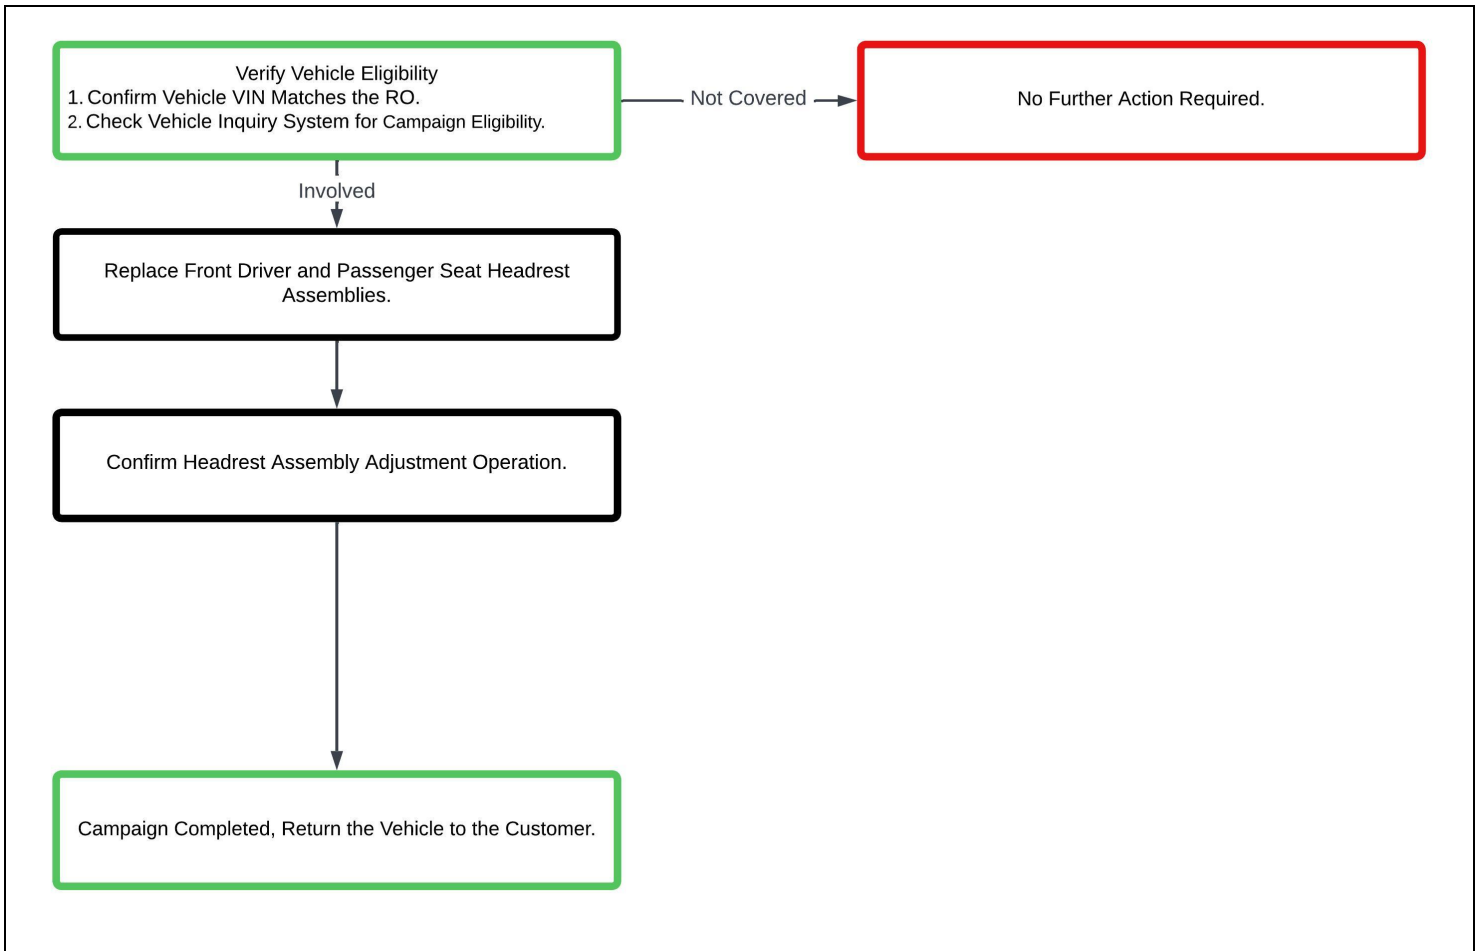 Verify Vehicle Eligibility
1. Confirm Vehicle VIN Matches the RO.
2. Check Vehicle Inquiry System for Campaign Eligibility.
Not Covered
No Further Action Required.
Involved
Replace Front Driver and Passenger Seat Headrest
Assemblies.
Confirm Headrest Assembly Adjustment Operation.
Campaign Completed, Return the Vehicle to the Customer.